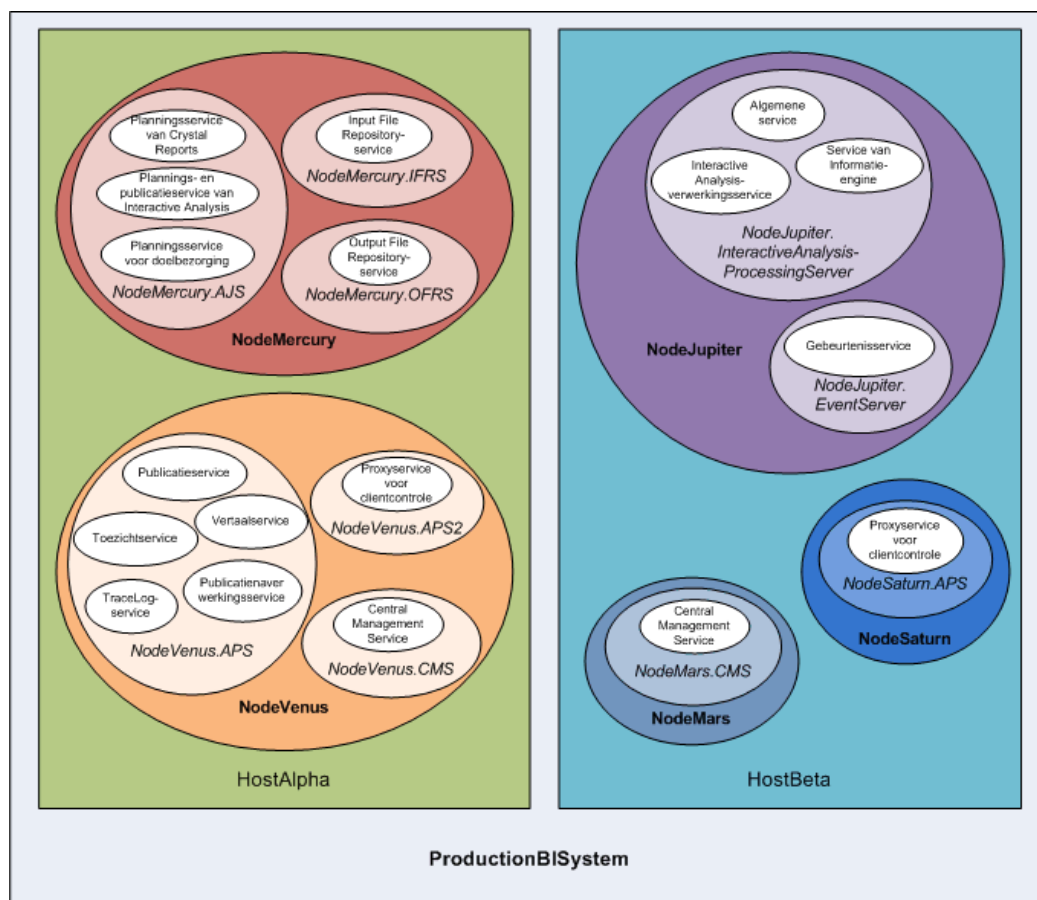 Planningsservice
van Crystal
Reports
Plannings- en
publicatieservice van
Interactive Analysis
Planningsservice
voor doelbezorging
NodeMercury.AJS
Input File
Repository-
service
NodeMercury.IFRS
Output File
Repository-
service
NodeMercury.OFRS
NodeMercury
Publicatieservice
Vertaalservice
Toezichtservice
Publicatienaver
werkingsservice
TraceLog-
service
NodeVenus.APS
Proxyservice
voor
clientcontrole
NodeVenus.APS2
Central
Management
Service
NodeVenus.CMS
NodeVenus
HostAlpha
Algemene
service
Interactive
Analysis-
verwerkingsservice
Service van
Informatie-
engine
NodeJupiter.
InteractiveAnalysis-
ProcessingServer
NodeJupiter
Gebeurtenisservice
NodeJupiter.
EventServer
Proxyservice
voor
clientcontrole
NodeSaturn.APS
NodeSaturn
Central
Management
Service
NodeMars.CMS
NodeMars
HostBeta
ProductionBISystem